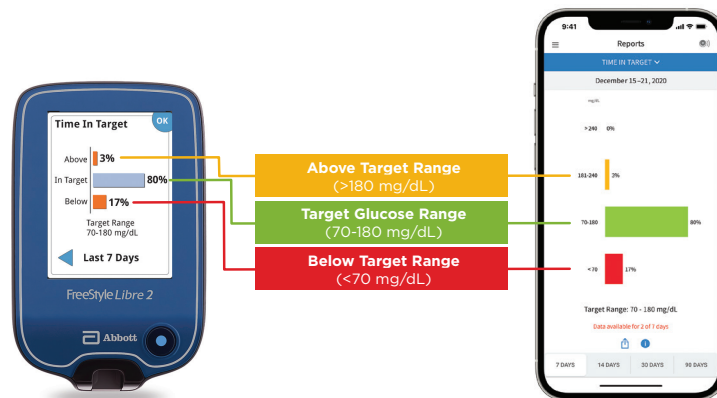 Time In Target
OK
Above
3%
In Target
80%
Below
17%
Target Range
70-180 mg/dL
Last 7 Days
FreeStyle Libre 2
Abbott
Above Target Range
(>180 mg/dL)
Target Glucose Range
(70-180 mg/dL)
Below Target Range
(<70 mg/dL)
9:41
Reports
TIME IN TARGET
December 15–21, 2020
mg/dL
>240 0%
181-240 3%
70-180 80%
<70 17%
Target Range: 70 - 180 mg/dL
Data available for 2 of 7 days
7 DAYS
14 DAYS
30 DAYS
90 DAYS